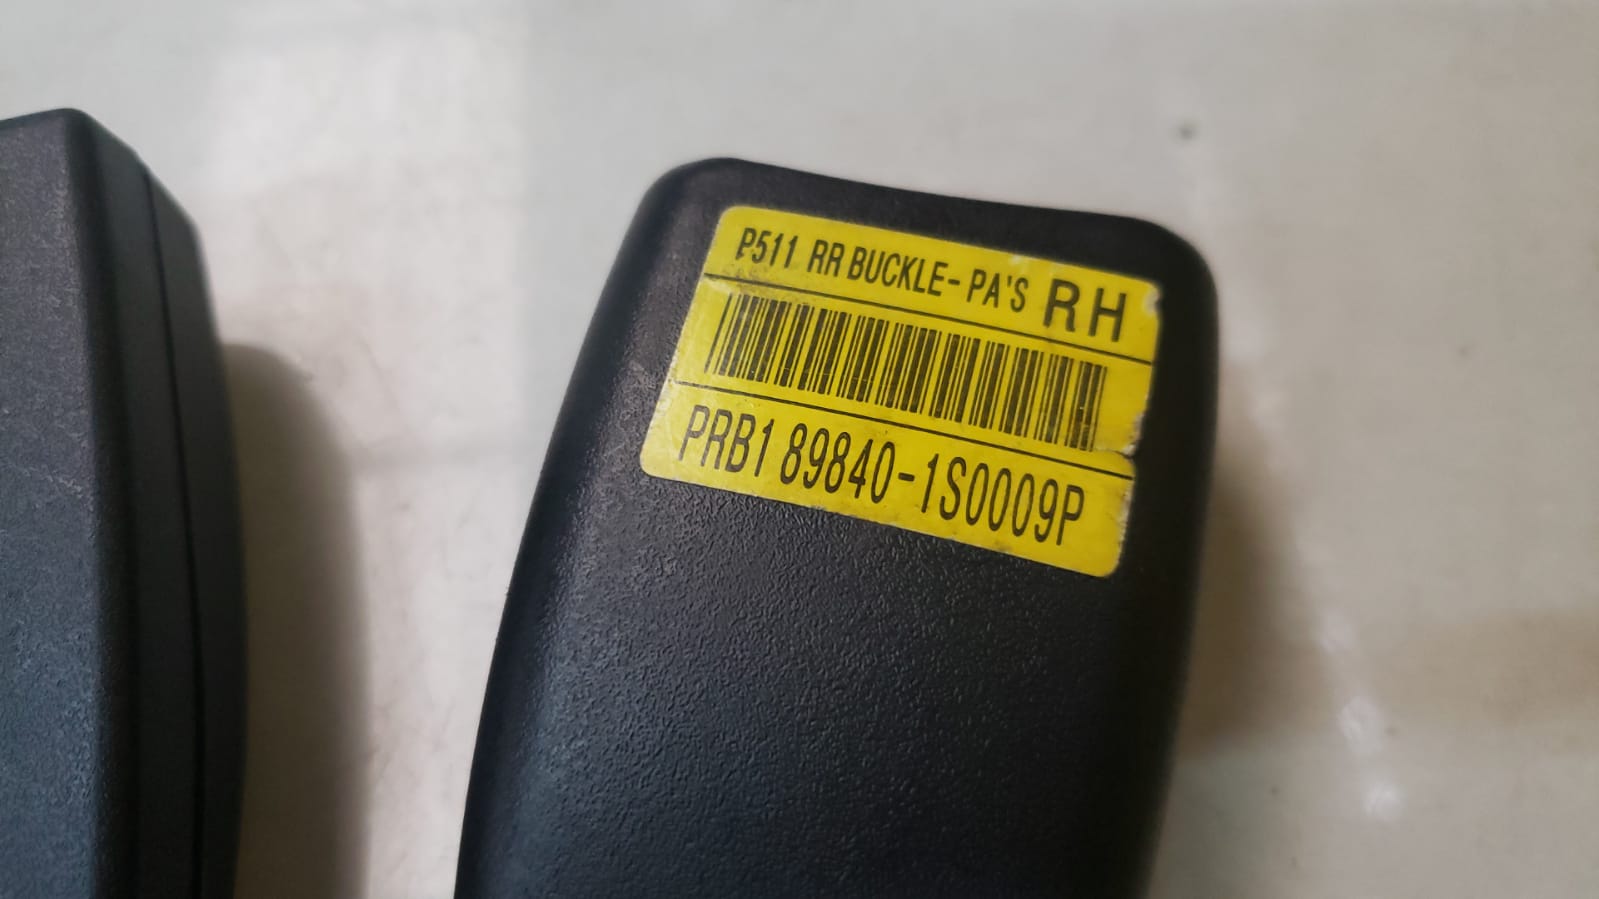 P511 RR BUCKLE-PA'S RH
PRB1 89840-1S0009P